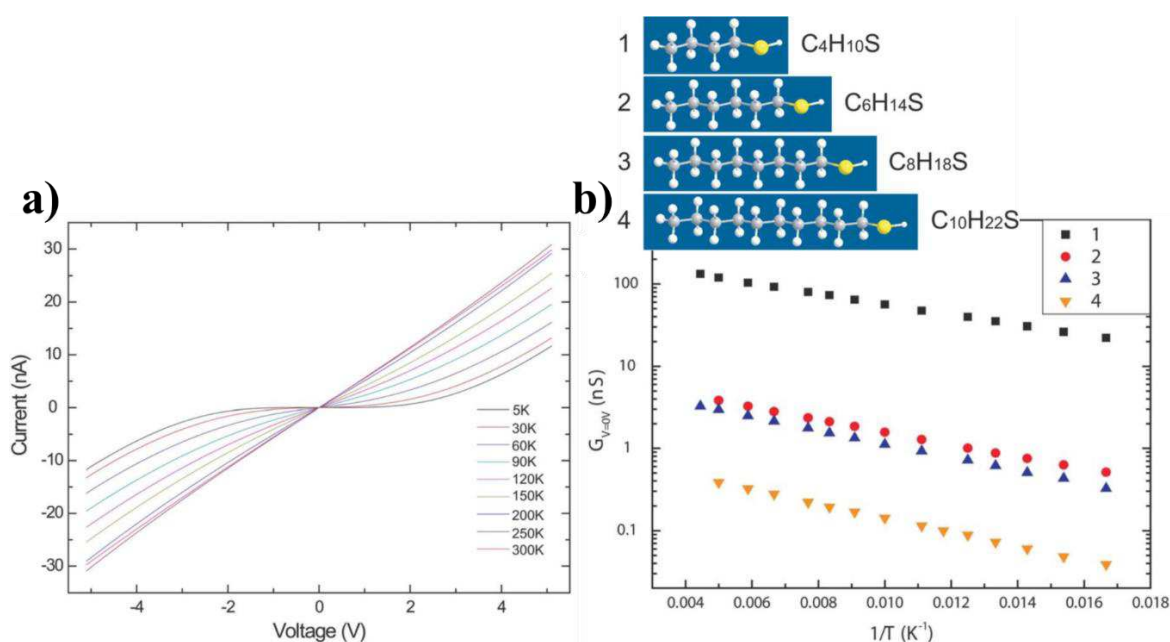 a)
30
20
10
0
-10
-20
-30
Current (nA)
-4
-2
0
2
4
Voltage (V)
5K
30K
60K
90K
120K
150K
200K
250K
300K
b)
1 C₄H₁₀S
2 C₆H₁₄S
3 C₈H₁₈S
4 C₁₀H₂₂S
1
2
3
4
100
10
1
0.1
G_V=0V (nS)
0.004 0.006 0.008 0.010 0.012 0.014 0.016 0.018
1/T (K⁻¹)